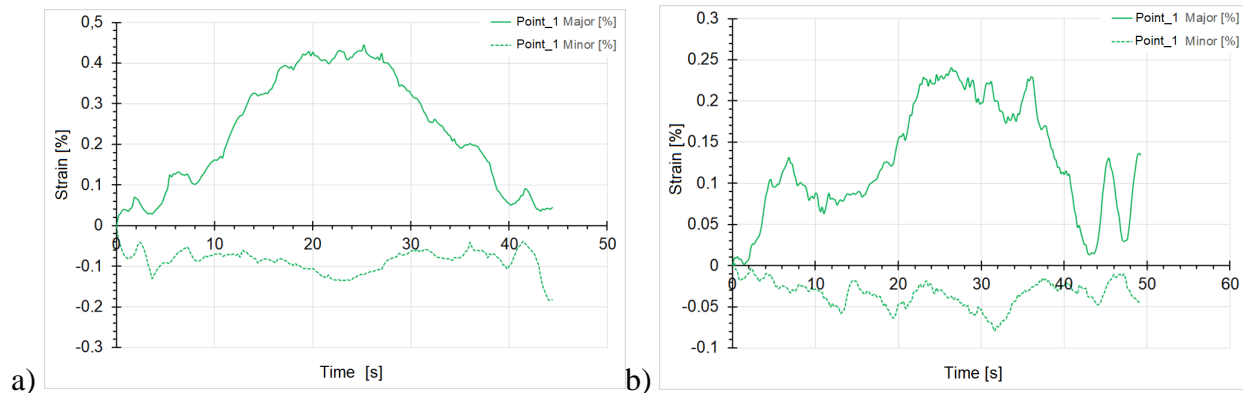 Point_1 Major [%]
Point_1 Minor [%]
0,5
0,4
0,3
0,2
0,1
0
-0,1
-0,2
-0,3
Strain [%]
0 10 20 30 40 50
Time [s]
a)
Point_1 Major [%]
Point_1 Minor [%]
0.3
0.25
0.2
0.15
0.1
0.05
0
-0.05
-0.1
Strain [%]
0 10 20 30 40 50 60
Time [s]
b)